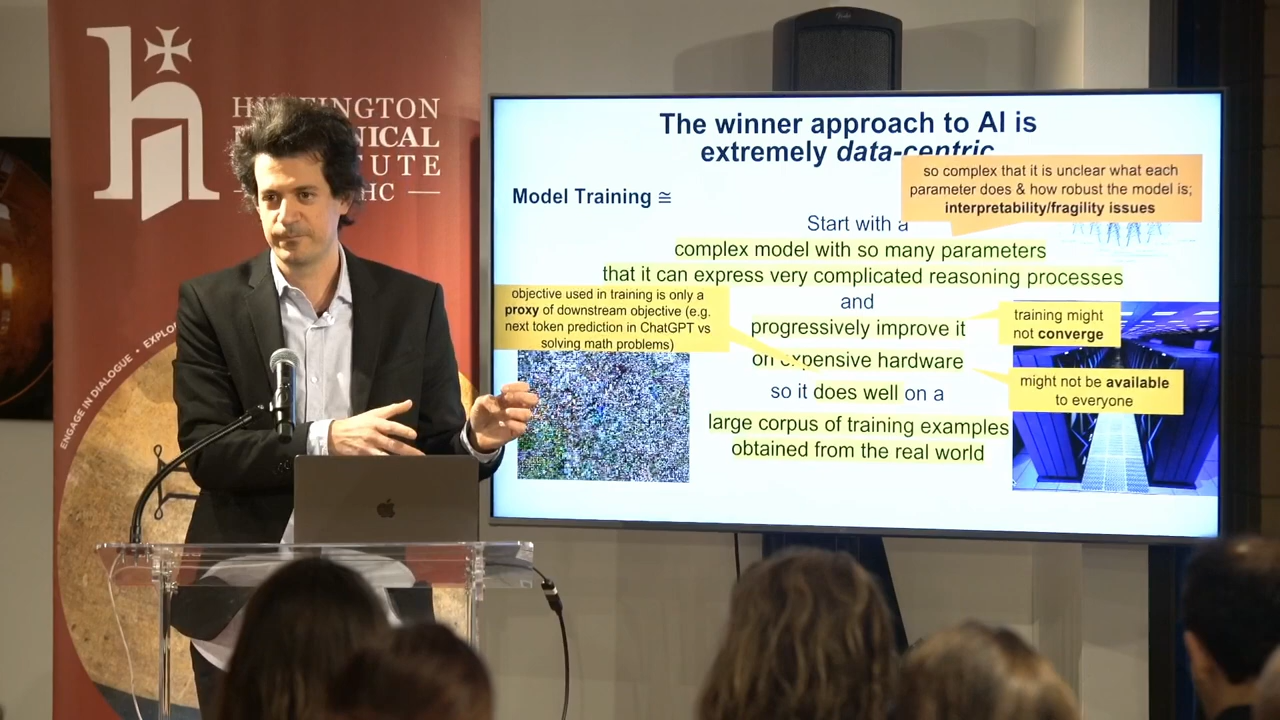 h
HUNTINGTON
NICAL
TUTE
HC
ENGAGE IN DIALOGUE •
The winner approach to AI is
extremely data-centric
so complex that it is unclear what each
parameter does & how robust the model is;
interpretability/fragility issues
Model Training ≅
Start with a
complex model with so many parameters
that it can express very complicated reasoning processes
and
objective used in training is only a
proxy of downstream objective (e.g.
next token prediction in ChatGPT vs
solving math problems)
progressively improve it
training might
not converge
on expensive hardware
might not be available
to everyone
so it does well on a
large corpus of training examples
obtained from the real world